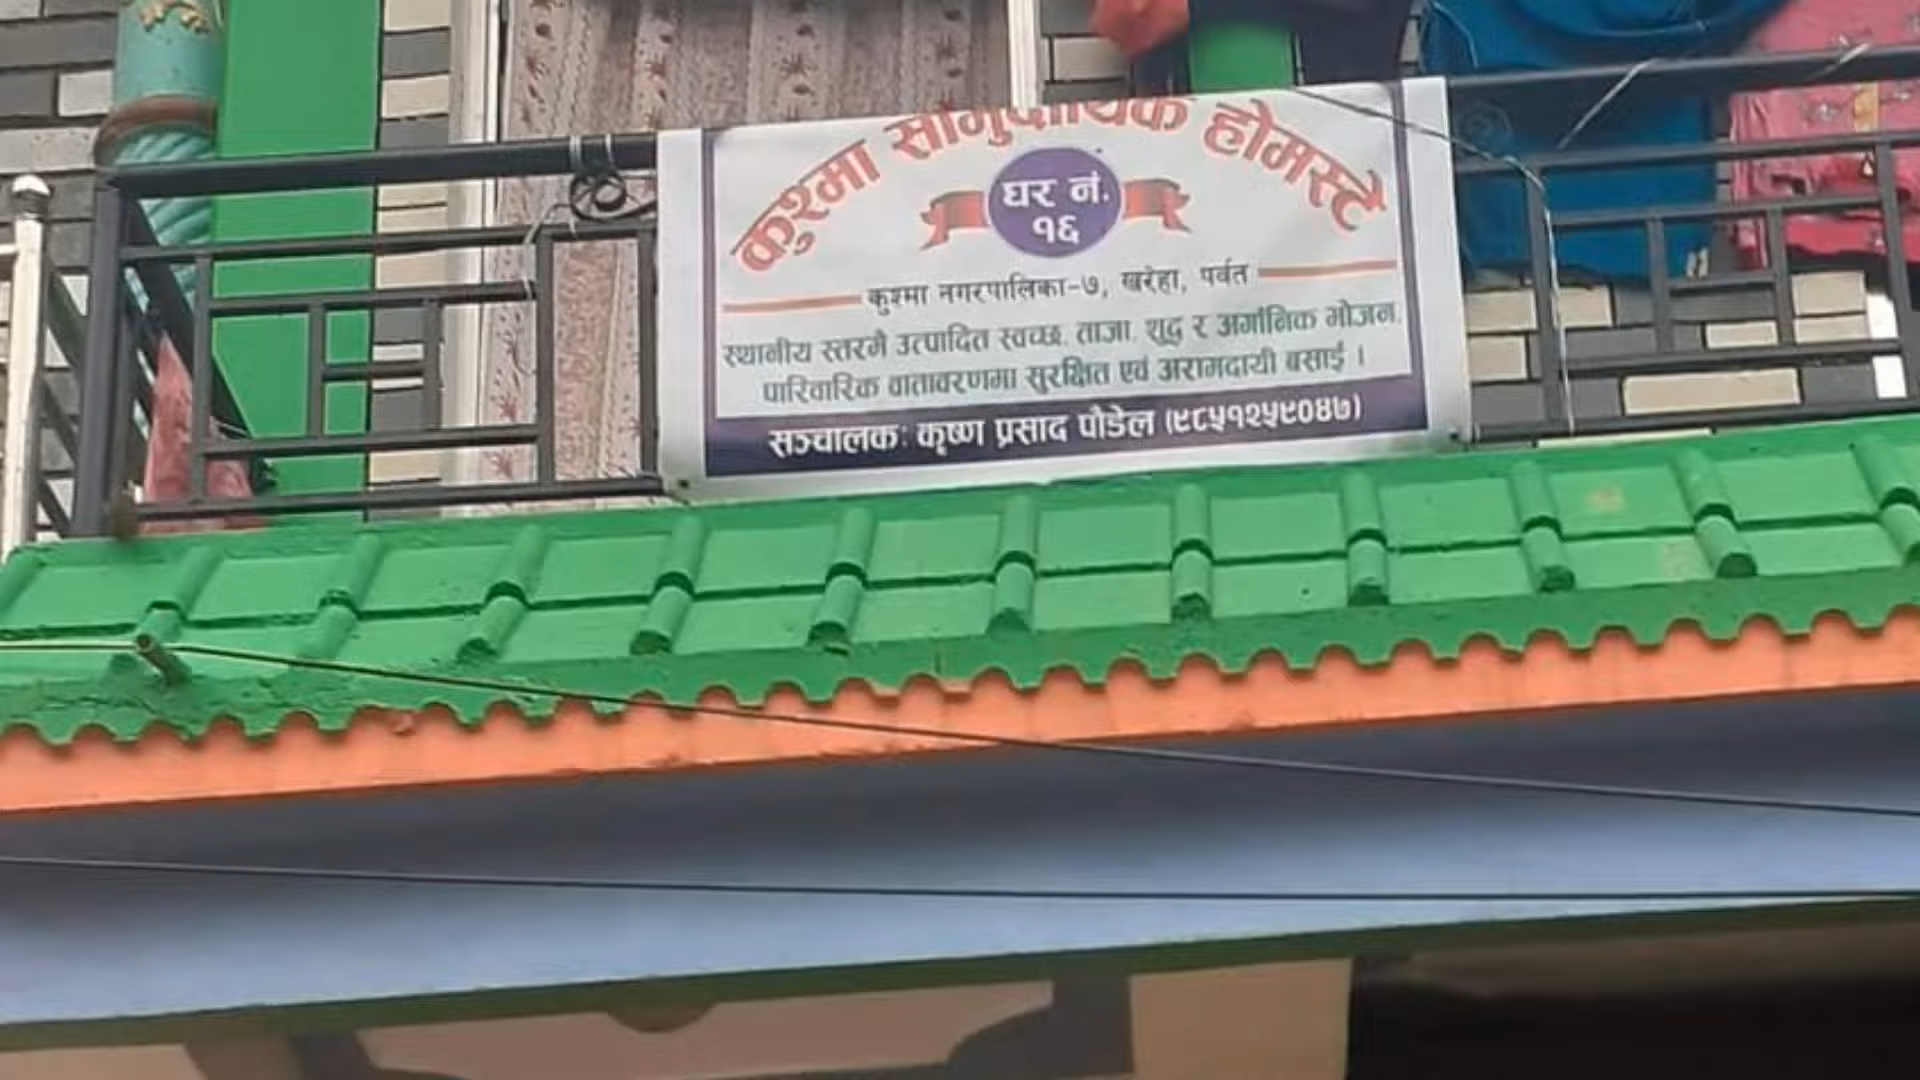 कुश्मा सामुदायिक होमस्टे
घर नं.
१६
कुश्मा नगरपालिका-७, खरेहा, पर्वत
स्थानीय स्तरमै उत्पादित स्वच्छ, ताजा, शुद्ध र अर्गानिक भोजन,
पारिवारिक वातावरणमा सुरक्षित एवं अरामदायी बसाई ।
सञ्चालक: कृष्ण प्रसाद पौडेल (९८५१२५९०४७)